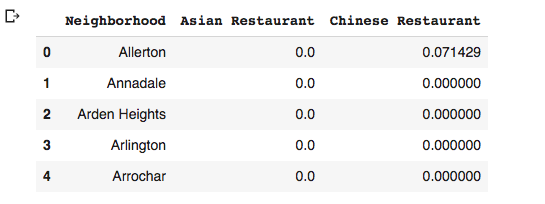 Neighborhood Asian Restaurant Chinese Restaurant
0 Allerton 0.0 0.071429
1 Annadale 0.0 0.000000
2 Arden Heights 0.0 0.000000
3 Arlington 0.0 0.000000
4 Arrochar 0.0 0.000000